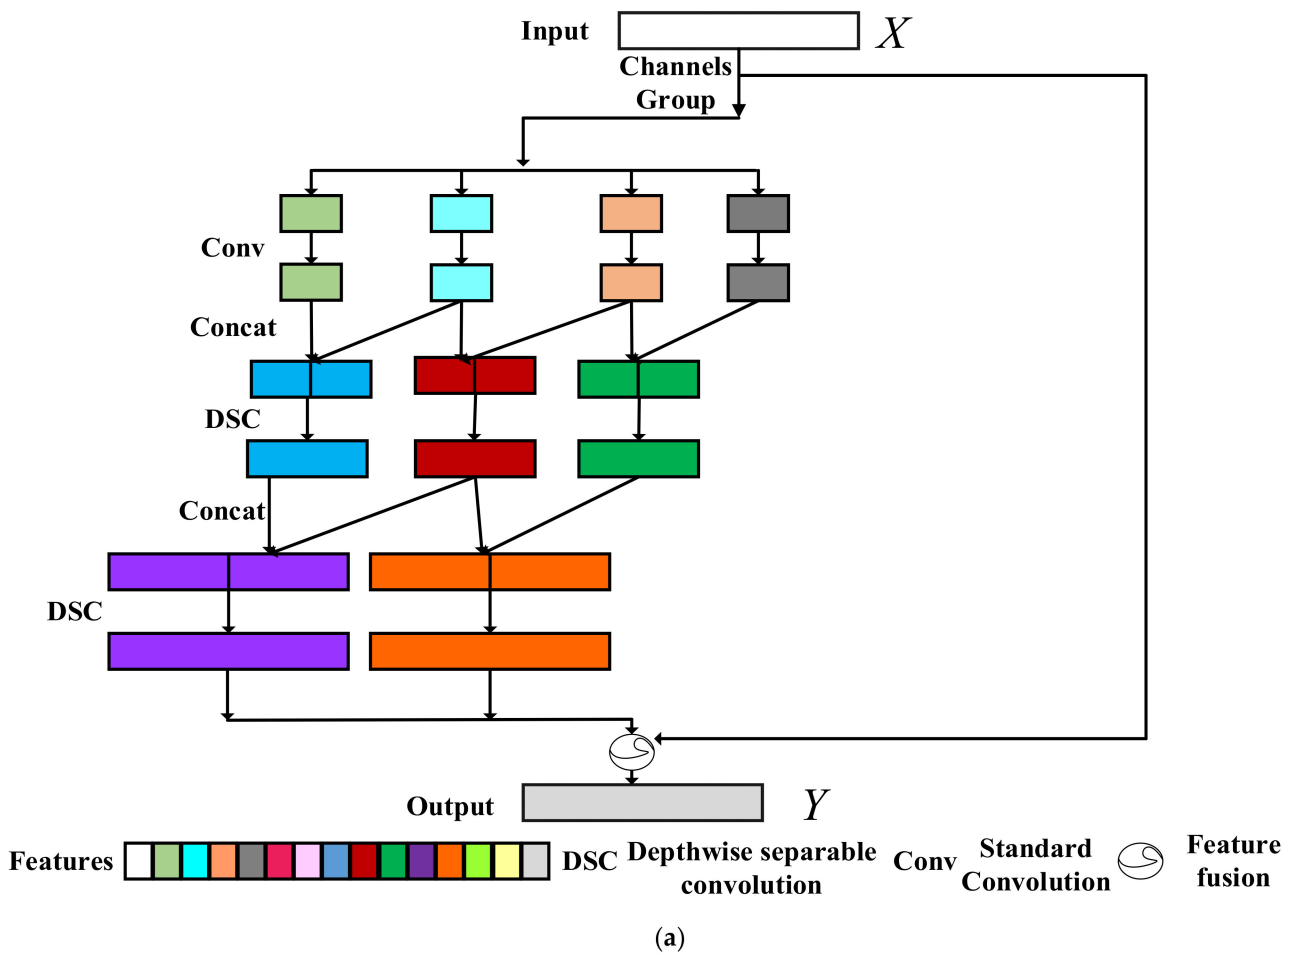 Input
X
Channels
Group
Conv
Concat
DSC
Concat
DSC
Output
Y
Features
DSC
Depthwise separable
convolution
Conv
Standard
Convolution
Feature
fusion
(a)